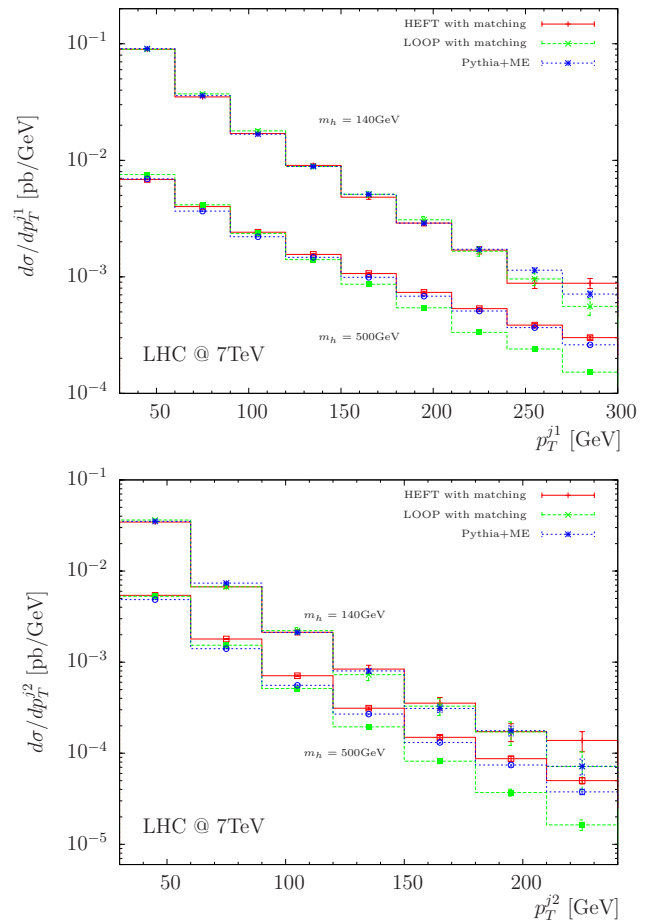 HEFT with matching
LOOP with matching
Pythia+ME
10⁻¹
10⁻²
10⁻³
10⁻⁴
dσ/dp_T^{j1} [pb/GeV]
m_h = 140GeV
m_h = 500GeV
LHC @ 7TeV
50 100 150 200 250 300
p_T^{j1} [GeV]
HEFT with matching
LOOP with matching
Pythia+ME
10⁻¹
10⁻²
10⁻³
10⁻⁴
10⁻⁵
dσ/dp_T^{j2} [pb/GeV]
m_h = 140GeV
m_h = 500GeV
LHC @ 7TeV
50 100 150 200
p_T^{j2} [GeV]